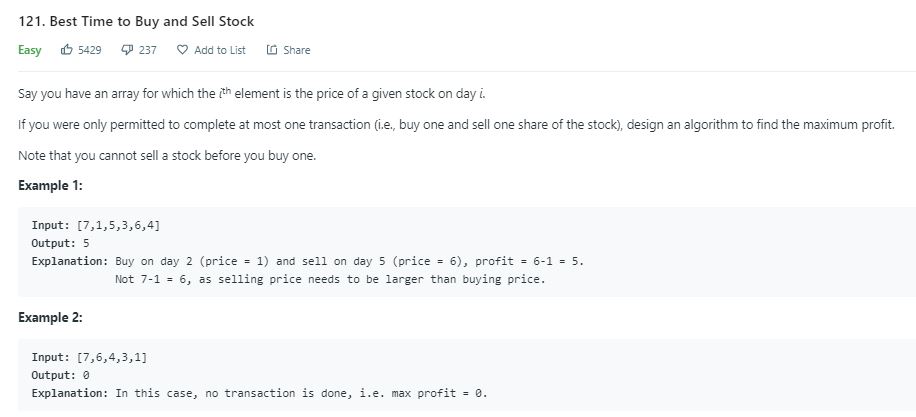 121. Best Time to Buy and Sell Stock
Easy 5429 237 Add to List Share
Say you have an array for which the ith element is the price of a given stock on day i.
If you were only permitted to complete at most one transaction (i.e., buy one and sell one share of the stock), design an algorithm to find the maximum profit.
Note that you cannot sell a stock before you buy one.
Example 1:
Input: [7,1,5,3,6,4]
Output: 5
Explanation: Buy on day 2 (price = 1) and sell on day 5 (price = 6), profit = 6-1 = 5.
Not 7-1 = 6, as selling price needs to be larger than buying price.
Example 2:
Input: [7,6,4,3,1]
Output: 0
Explanation: In this case, no transaction is done, i.e. max profit = 0.